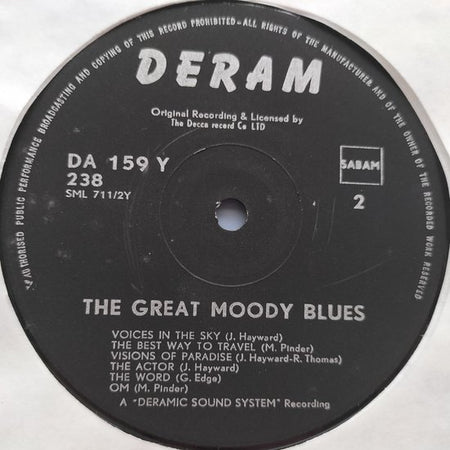 UNAUTHORISED PUBLIC PERFORMANCE BROADCASTING AND COPYING OF THIS RECORD PROHIBITED-ALL RIGHTS OF THE MANUFACTURER AND OF THE OWNER OF THE RECORDED WORK RESERVED
DERAM
Original Recording & Licensed by
The Decca record Co LTD
DA 159 Y
238
SML 711/2Y
SABAM
2
THE GREAT MOODY BLUES
VOICES IN THE SKY (J. Hayward)
THE BEST WAY TO TRAVEL (M. Pinder)
VISIONS OF PARADISE (J. Hayward-R. Thomas)
THE ACTOR (J. Hayward)
THE WORD (G. Edge)
OM (M. Pinder)
A "DERAMIC SOUND SYSTEM" Recording